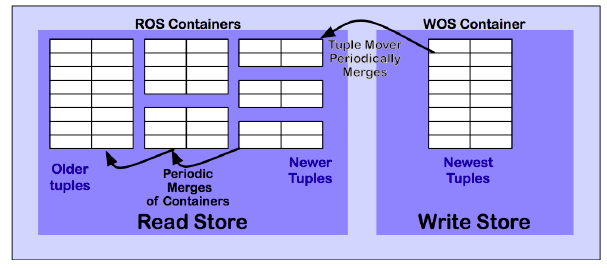 ROS Containers
WOS Container
Tuple Mover
Periodically
Merges
Older
tuples
Periodic
Merges
of Containers
Newer
Tuples
Newest
Tuples
Read Store
Write Store